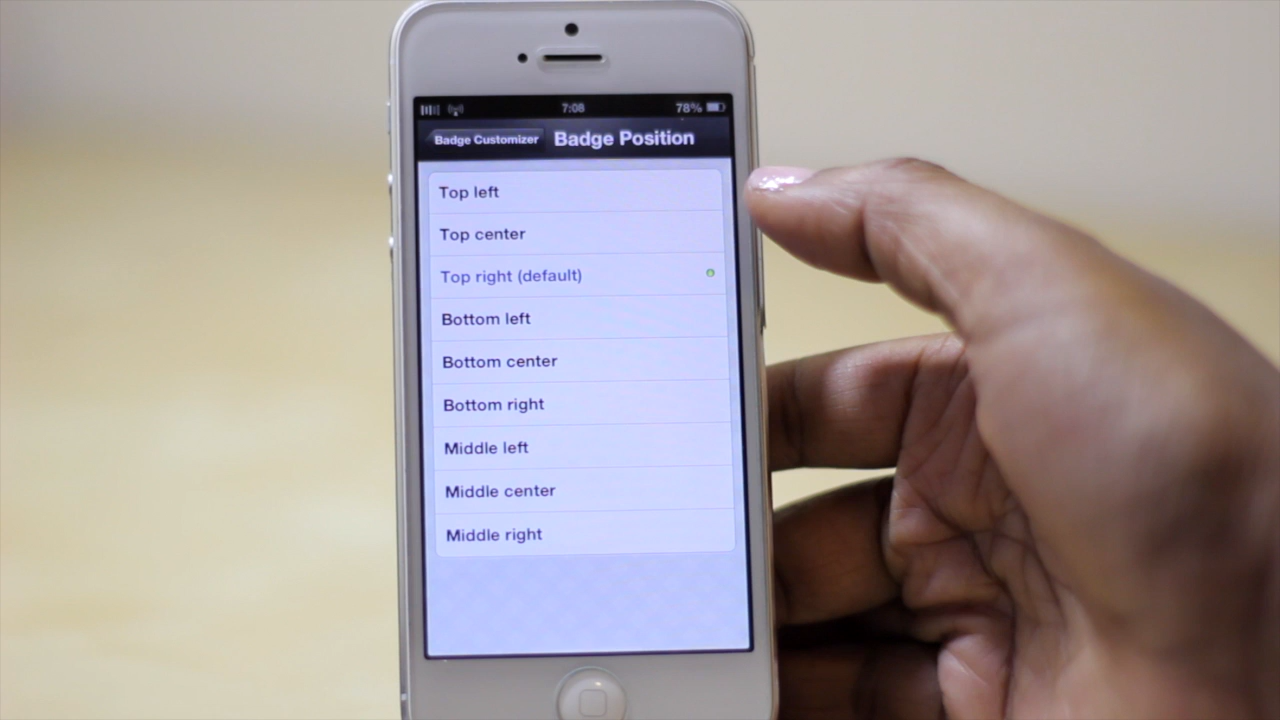 7:08
78%
Badge Customizer
Badge Position
Top left
Top center
Top right (default)
Bottom left
Bottom center
Bottom right
Middle left
Middle center
Middle right